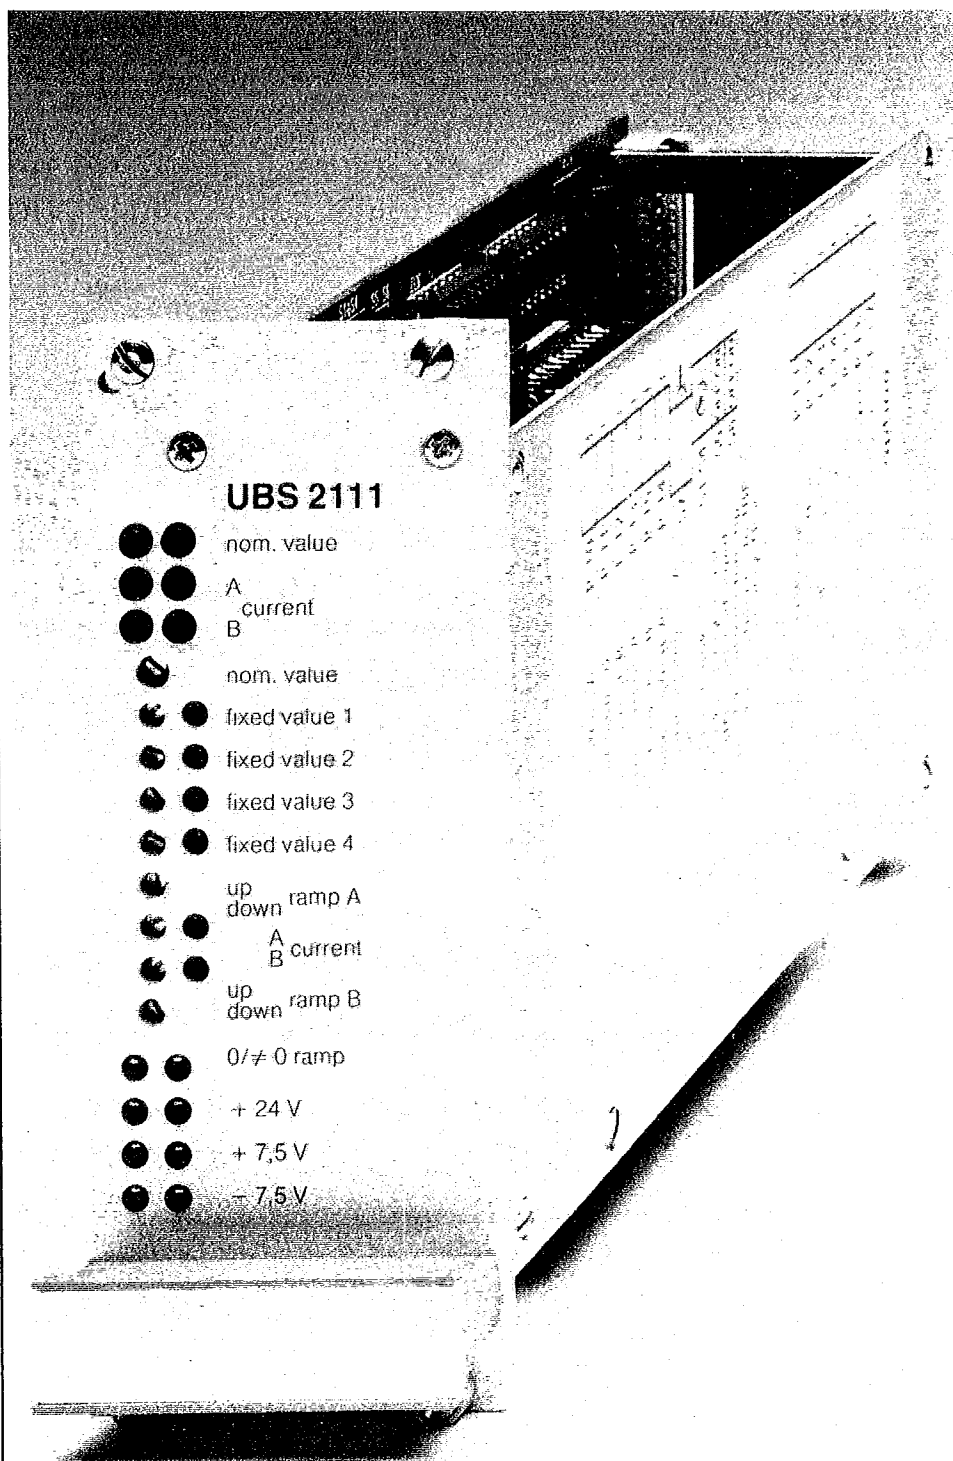 UBS 2111
nom. value
A
current
B
nom. value
fixed value 1
fixed value 2
fixed value 3
fixed value 4
up
down ramp A
A
B current
up
down ramp B
0/≠ 0 ramp
+ 24 V
+ 7,5 V
− 7,5 V